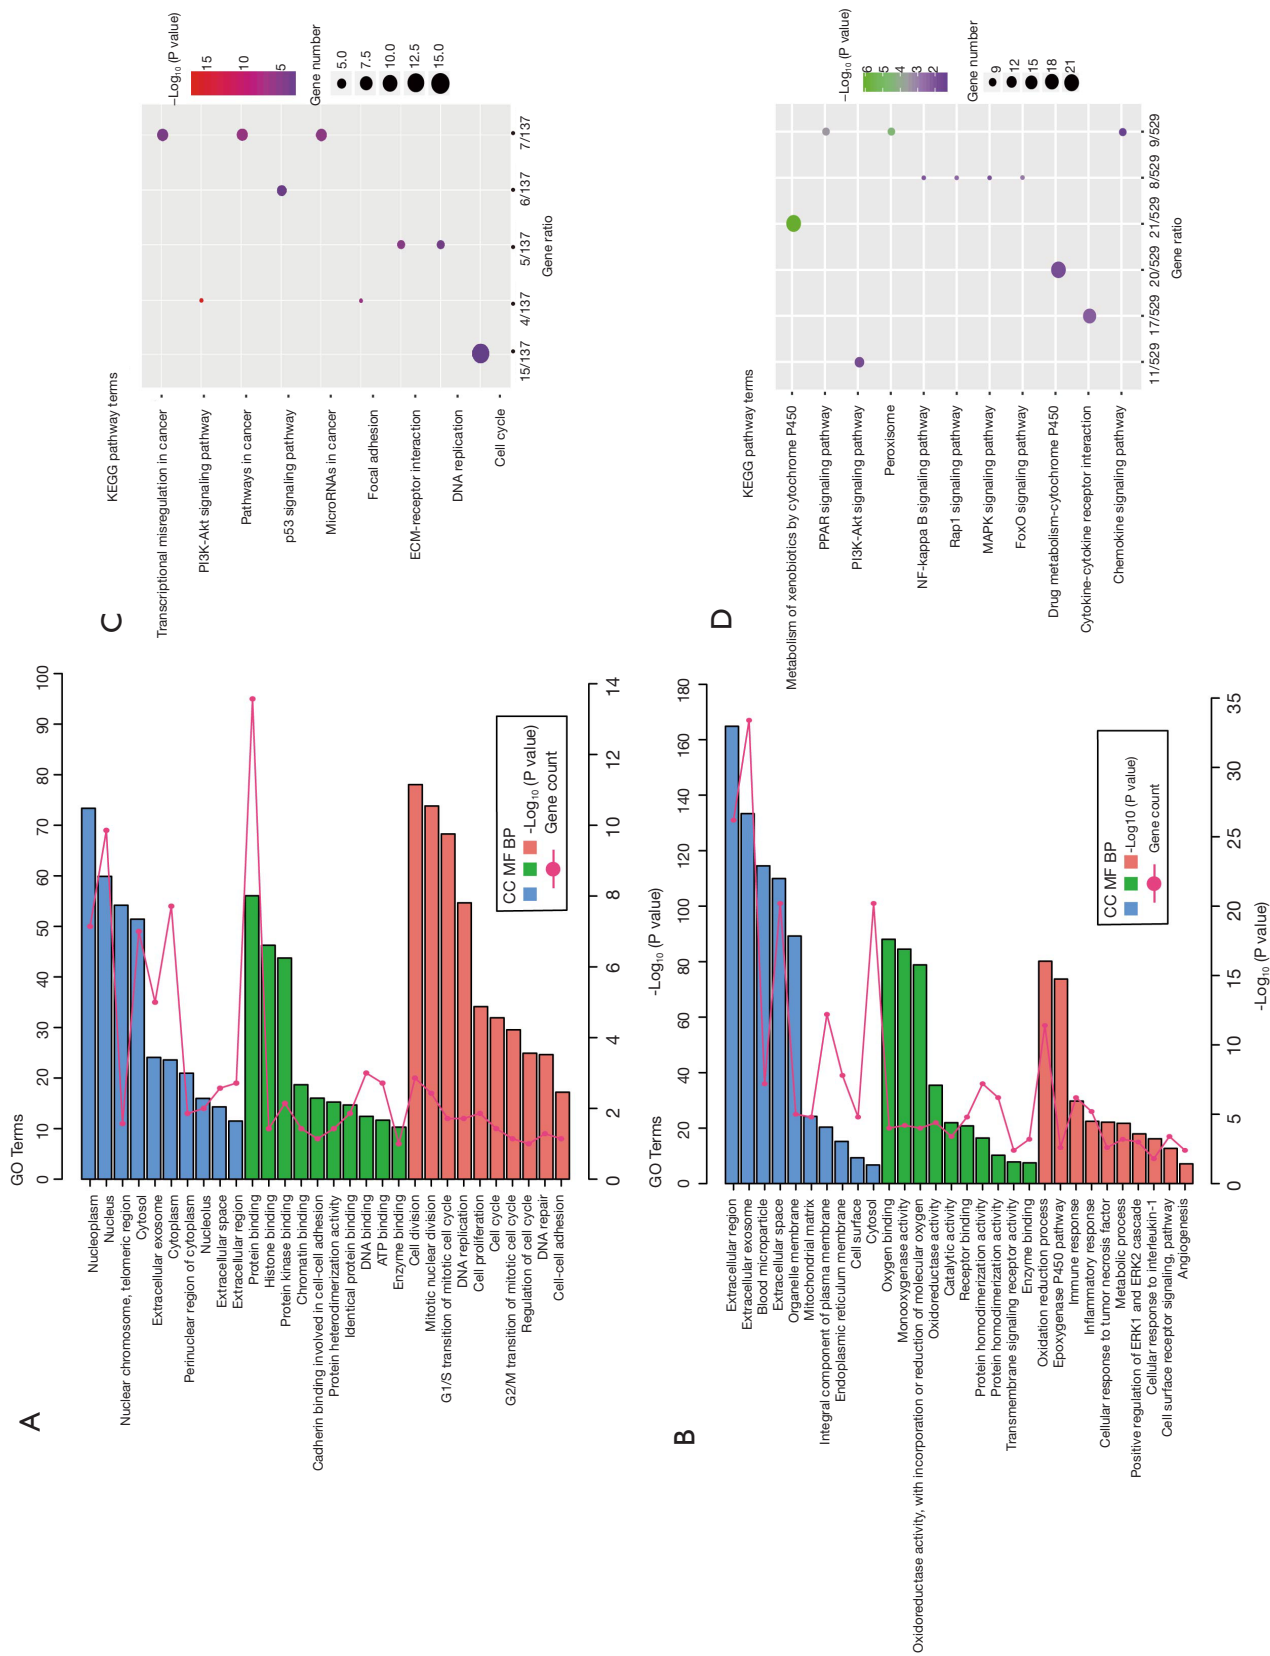 A
GO Terms
0
10
20
30
40
50
60
70
80
90
100
Nucleoplasm
Nucleus
Nuclear chromosome, telomeric region
Cytosol
Extracellular exosome
Cytoplasm
Perinuclear region of cytoplasm
Nucleolus
Extracellular space
Extracellular region
Protein binding
Histone binding
Protein kinase binding
Chromatin binding
Cadherin binding involved in cell-cell adhesion
Protein heterodimerization activity
Identical protein binding
DNA binding
ATP binding
Enzyme binding
Cell division
Mitotic nuclear division
G1/S transition of mitotic cell cycle
DNA replication
Cell proliferation
Cell cycle
G2/M transition of mitotic cell cycle
Regulation of cell cycle
DNA repair
Cell-cell adhesion
CC MF BP
-Log10 (P value)
Gene count
0
2
4
6
8
10
12
14
-Log10 (P value)
C
KEGG pathway terms
Transcriptional misregulation in cancer
PI3K-Akt signaling pathway
Pathways in cancer
p53 signaling pathway
MicroRNAs in cancer
Focal adhesion
ECM-receptor interaction
DNA replication
Cell cycle
15/137
4/137
5/137
6/137
7/137
Gene ratio
−Log10 (P value)
15
10
5
Gene number
5.0
7.5
10.0
12.5
15.0
B
GO Terms
0
20
40
60
80
100
120
140
160
180
Extracellular region
Extracellular exosome
Blood microparticle
Extracellular space
Organelle membrane
Mitochondrial matrix
Integral component of plasma membrane
Endoplasmic reticulum membrane
Cell surface
Cytosol
Oxygen binding
Monooxygenase activity
Oxidoreductase activity, with incorporation or reduction of molecular oxygen
Oxidoreductase activity
Catalytic activity
Receptor binding
Protein homodimerization activity
Protein homodimerization activity
Transmembrane signaling receptor activity
Enzyme binding
Oxidation reduction process
Epoxygenase P450 pathway
Immune response
Inflammatory response
Cellular response to tumor necrosis factor
Metabolic process
Positive regulation of ERK1 and ERK2 cascade
Cellular response to interleukin-1
Cell surface receptor signaling, pathway
Angiogenesis
CC MF BP
-Log10 (P value)
Gene count
0
5
10
15
20
25
30
35
-Log10 (P value)
D
KEGG pathway terms
Metabolism of xenobiotics by cytochrome P450
PPAR signaling pathway
PI3K-Akt signaling pathway
Peroxisome
NF-kappa B signaling pathway
Rap1 signaling pathway
MAPK signaling pathway
FoxO signaling pathway
Drug metabolism-cytochrome P450
Cytokine-cytokine receptor interaction
Chemokine signaling pathway
11/529
17/529
20/529
21/529
8/529
9/529
Gene ratio
−Log10 (P value)
6
5
4
3
2
Gene number
9
12
15
18
21